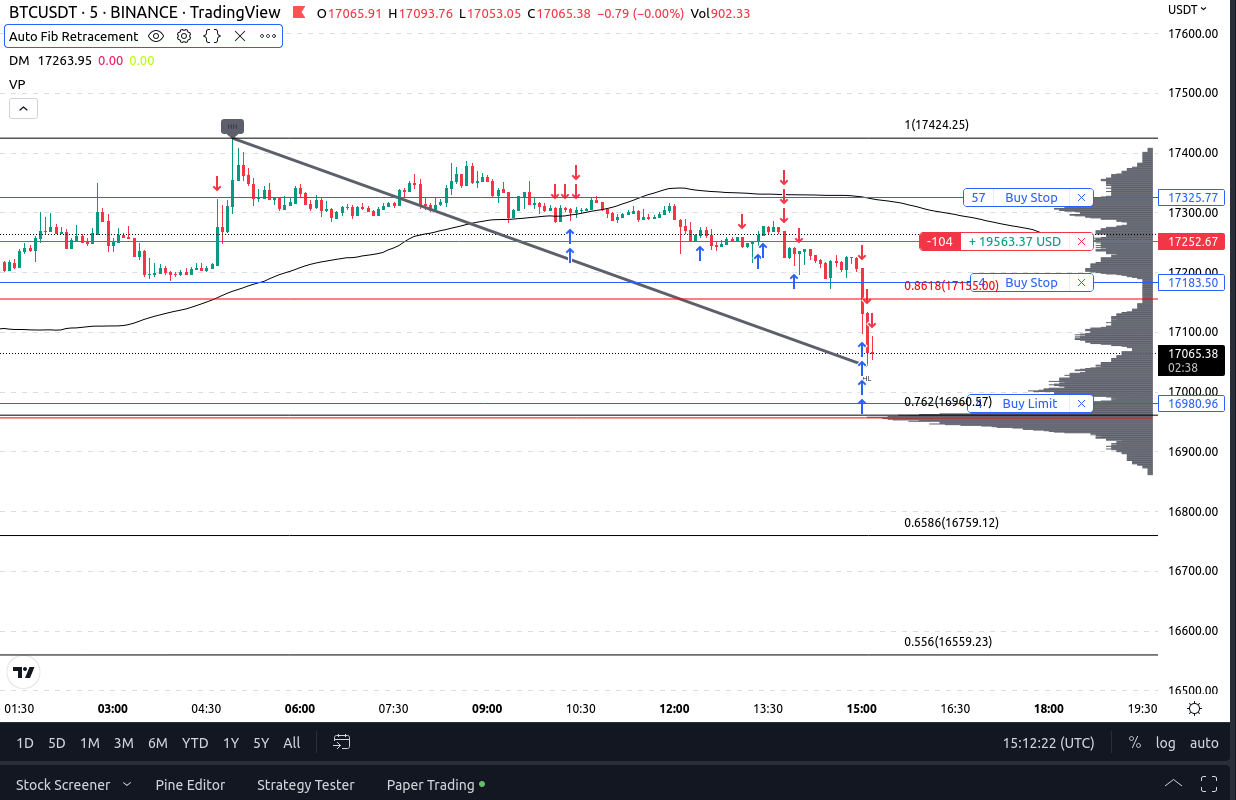 BTCUSDT · 5 · BINANCE · TradingView O17065.91 H17093.76 L17053.05 C17065.38 −0.79 (−0.00%) Vol902.33
USDT
Auto Fib Retracement
DM 17263.95 0.00 0.00
VP
17600.00
17500.00
1(17424.25)
HH
17400.00
57 Buy Stop
17325.77
17300.00
-104 + 19563.37 USD
17252.67
17200.00
Buy Stop
17183.50
0.8618(17155.00)
17100.00
17065.38
02:38
HL
17000.00
0.762(16960.57)
Buy Limit
16980.96
16900.00
16800.00
0.6586(16759.12)
16700.00
16600.00
0.556(16559.23)
16500.00
01:30 03:00 04:30 06:00 07:30 09:00 10:30 12:00 13:30 15:00 16:30 18:00 19:30
1D 5D 1M 3M 6M YTD 1Y 5Y All 15:12:22 (UTC) % log auto
Stock Screener Pine Editor Strategy Tester Paper Trading